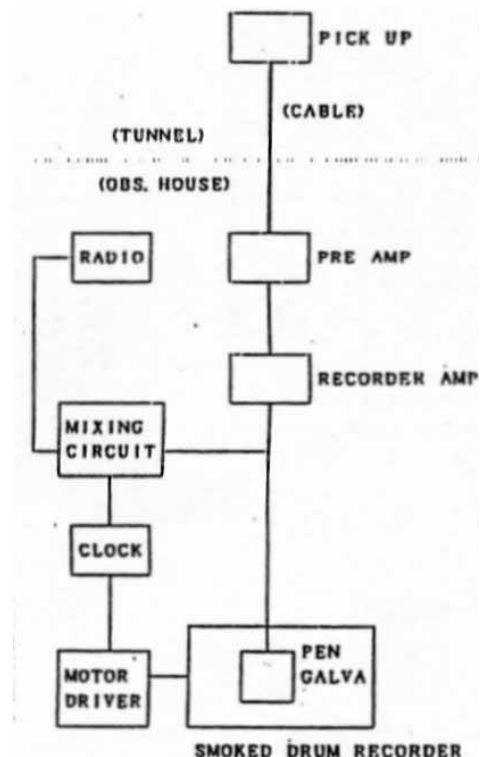 PICK UP
(CABLE)
(TUNNEL)
(OBS. HOUSE)
RADIO
PRE AMP
RECORDER AMP
MIXING
CIRCUIT
CLOCK
PEN
GALVA
MOTOR
DRIVER
SMOKED DRUM RECORDER